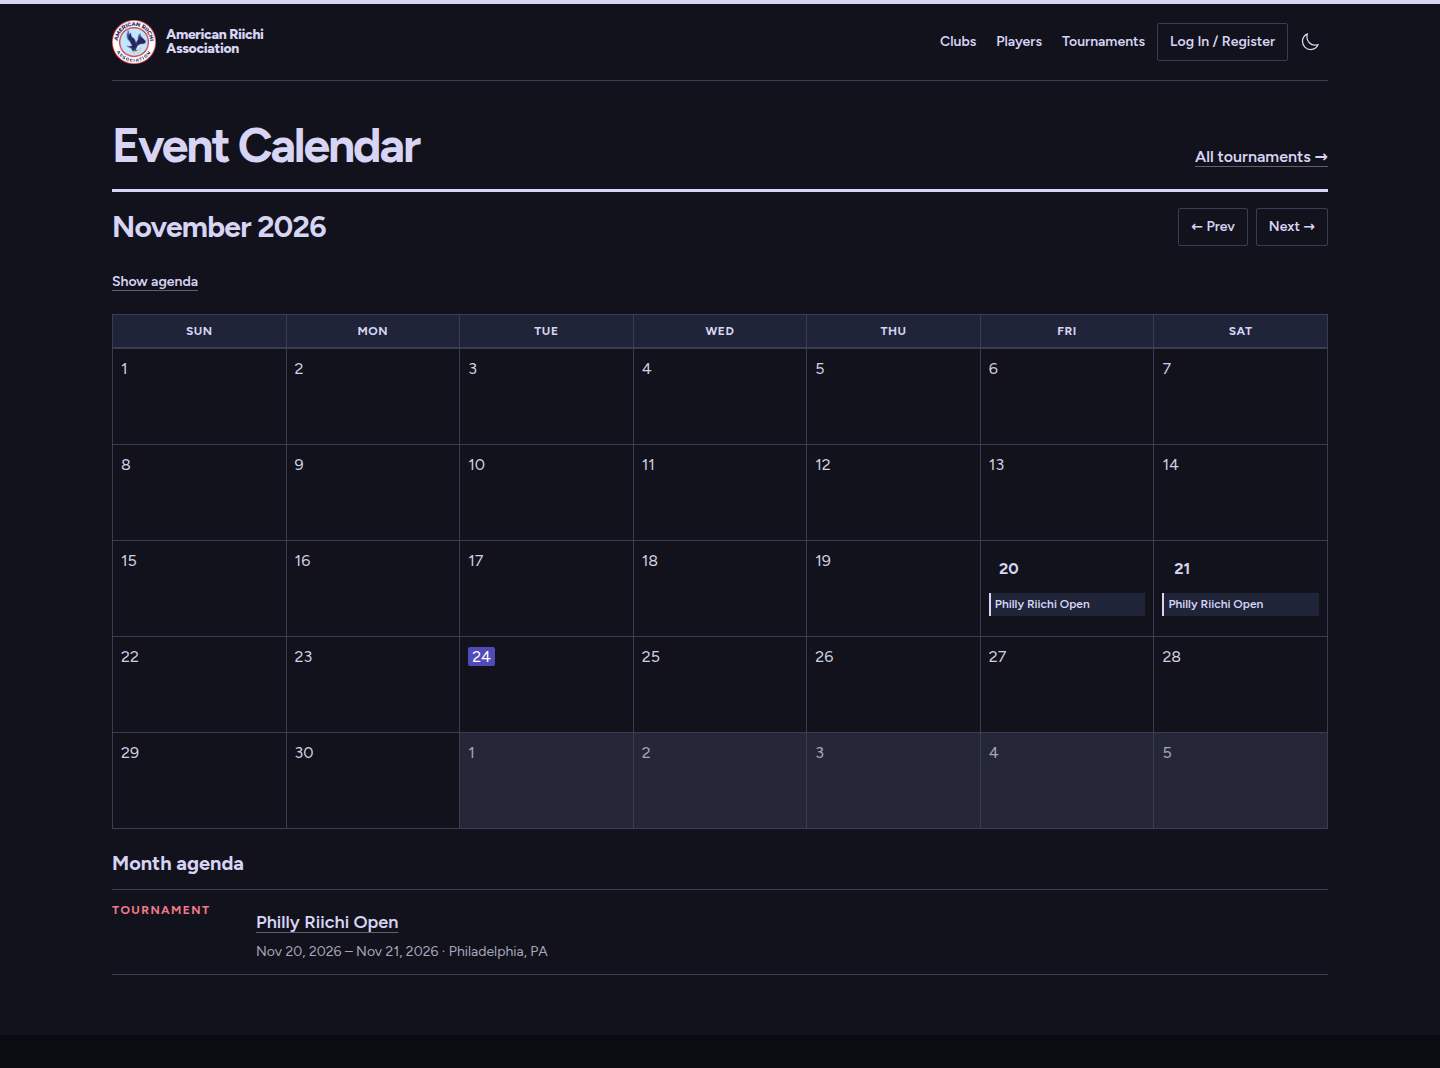 AMERICAN RIICHI
ASSOCIATION
American Riichi
Association
Clubs
Players
Tournaments
Log In / Register
Event Calendar
All tournaments →
November 2026
← Prev
Next →
Show agenda
SUN MON TUE WED THU FRI SAT
1 2 3 4 5 6 7
8 9 10 11 12 13 14
15 16 17 18 19 20 21
Philly Riichi Open Philly Riichi Open
22 23 24 25 26 27 28
29 30 1 2 3 4 5
Month agenda
TOURNAMENT
Philly Riichi Open
Nov 20, 2026 – Nov 21, 2026 · Philadelphia, PA